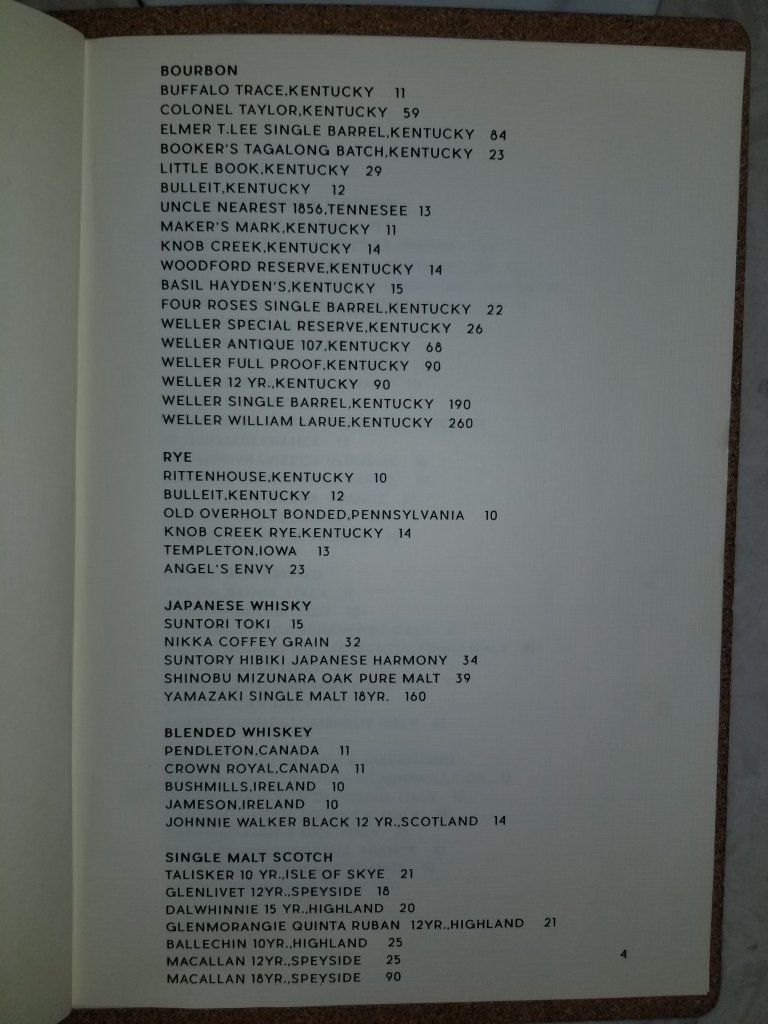 BOURBON
BUFFALO TRACE,KENTUCKY 11
COLONEL TAYLOR,KENTUCKY 59
ELMER T.LEE SINGLE BARREL,KENTUCKY 84
BOOKER'S TAGALONG BATCH,KENTUCKY 23
LITTLE BOOK,KENTUCKY 29
BULLEIT,KENTUCKY 12
UNCLE NEAREST 1856,TENNESEE 13
MAKER'S MARK,KENTUCKY 11
KNOB CREEK,KENTUCKY 14
WOODFORD RESERVE,KENTUCKY 14
BASIL HAYDEN'S,KENTUCKY 15
FOUR ROSES SINGLE BARREL,KENTUCKY 22
WELLER SPECIAL RESERVE,KENTUCKY 26
WELLER ANTIQUE 107,KENTUCKY 68
WELLER FULL PROOF,KENTUCKY 90
WELLER 12 YR.,KENTUCKY 90
WELLER SINGLE BARREL,KENTUCKY 190
WELLER WILLIAM LARUE,KENTUCKY 260
RYE
RITTENHOUSE,KENTUCKY 10
BULLEIT,KENTUCKY 12
OLD OVERHOLT BONDED,PENNSYLVANIA 10
KNOB CREEK RYE,KENTUCKY 14
TEMPLETON,IOWA 13
ANGEL'S ENVY 23
JAPANESE WHISKY
SUNTORI TOKI 15
NIKKA COFFEY GRAIN 32
SUNTORY HIBIKI JAPANESE HARMONY 34
SHINOBU MIZUNARA OAK PURE MALT 39
YAMAZAKI SINGLE MALT 18YR. 160
BLENDED WHISKEY
PENDLETON,CANADA 11
CROWN ROYAL,CANADA 11
BUSHMILLS,IRELAND 10
JAMESON,IRELAND 10
JOHNNIE WALKER BLACK 12 YR.,SCOTLAND 14
SINGLE MALT SCOTCH
TALISKER 10 YR.,ISLE OF SKYE 21
GLENLIVET 12YR.,SPEYSIDE 18
DALWHINNIE 15 YR.,HIGHLAND 20
GLENMORANGIE QUINTA RUBAN 12YR.,HIGHLAND 21
BALLECHIN 10YR.,HIGHLAND 25
MACALLAN 12YR.,SPEYSIDE 25
MACALLAN 18YR.,SPEYSIDE 90
4